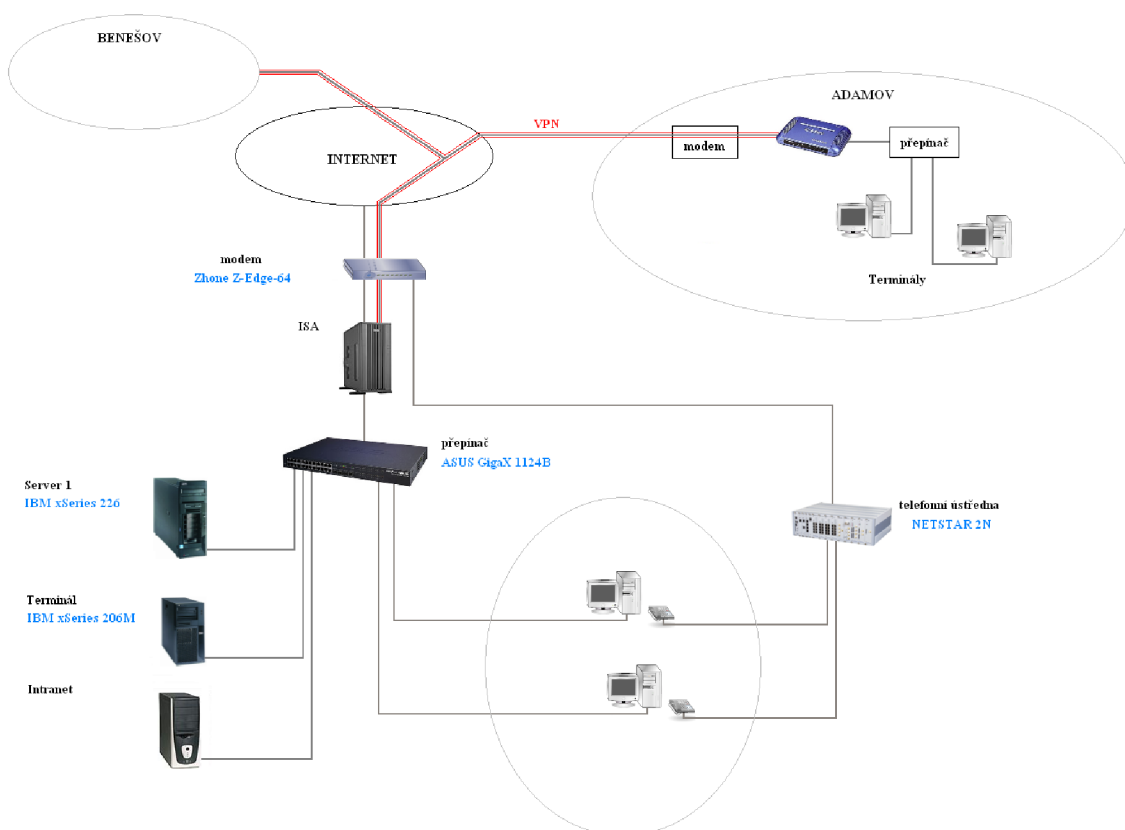 BENEŠOV
ADAMOV
VPN
modem
přepínač
INTERNET
Terminály
modem
Zhone Z-Edge-64
ISA
přepínač
ASUS GigaX 1124B
Server 1
IBM xSeries 226
telefonní ústředna
NETSTAR 2N
Terminál
IBM xSeries 206M
Intranet